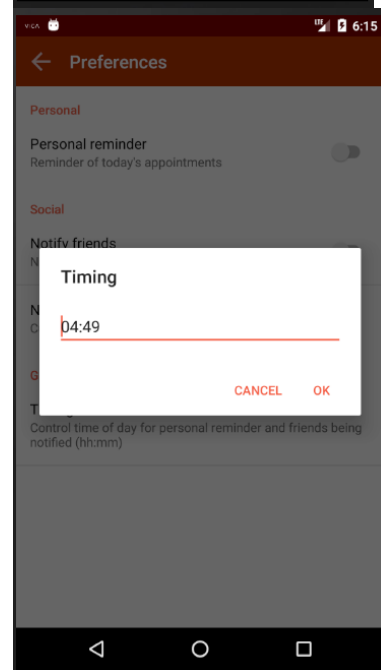 LTE 6:15
Preferences
Personal
Personal reminder
Reminder of today's appointments
Social
Notify friends
N
Timing
N
C
04:49
G
CANCEL OK
T
Control time of day for personal reminder and friends being
notified (hh:mm)